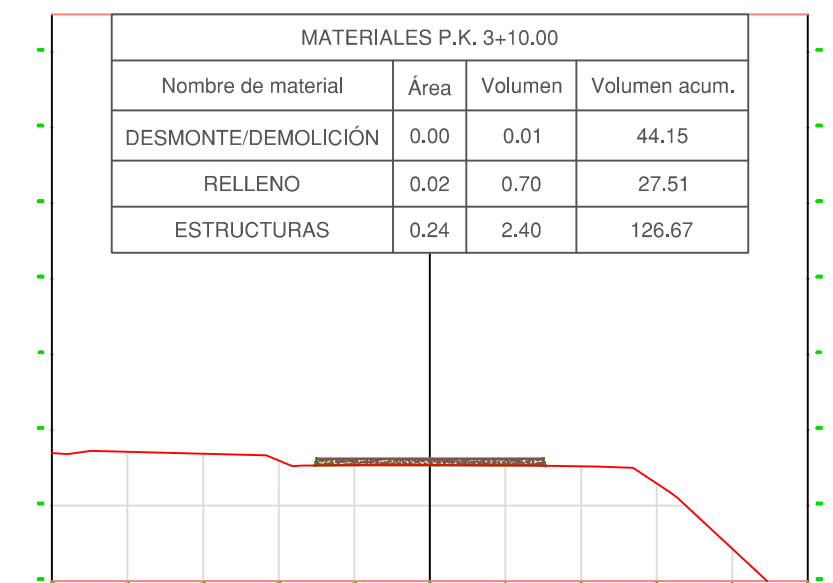 MATERIALES P.K. 3+10.00
Nombre de material Área Volumen Volumen acum.
DESMONTE/DEMOLICIÓN 0.00 0.01 44.15
RELLENO 0.02 0.70 27.51
ESTRUCTURAS 0.24 2.40 126.67